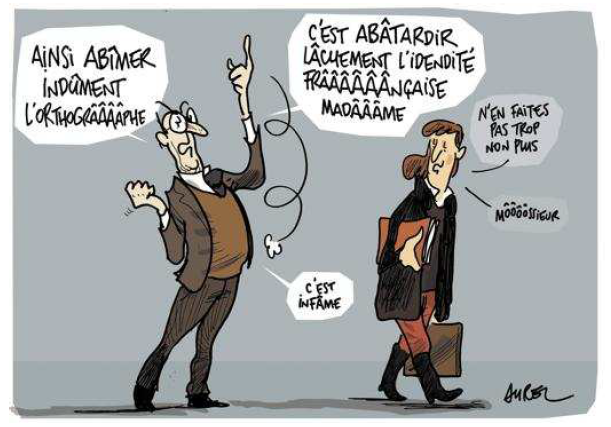 AINSI ABÎMER
INDÛMENT
L'ORTHOGRÂÂÂÂPHE
C'EST ABÂTARDIR
LÂCHEMENT L'IDENDITÉ
FRÂÂÂÂÂÂNÇAISE
MADÂÂÂME
C'EST
INFÂME
N'EN FAITES
PAS TROP
NON PLUS
MÔÔÔÔSSIEUR
AUREL